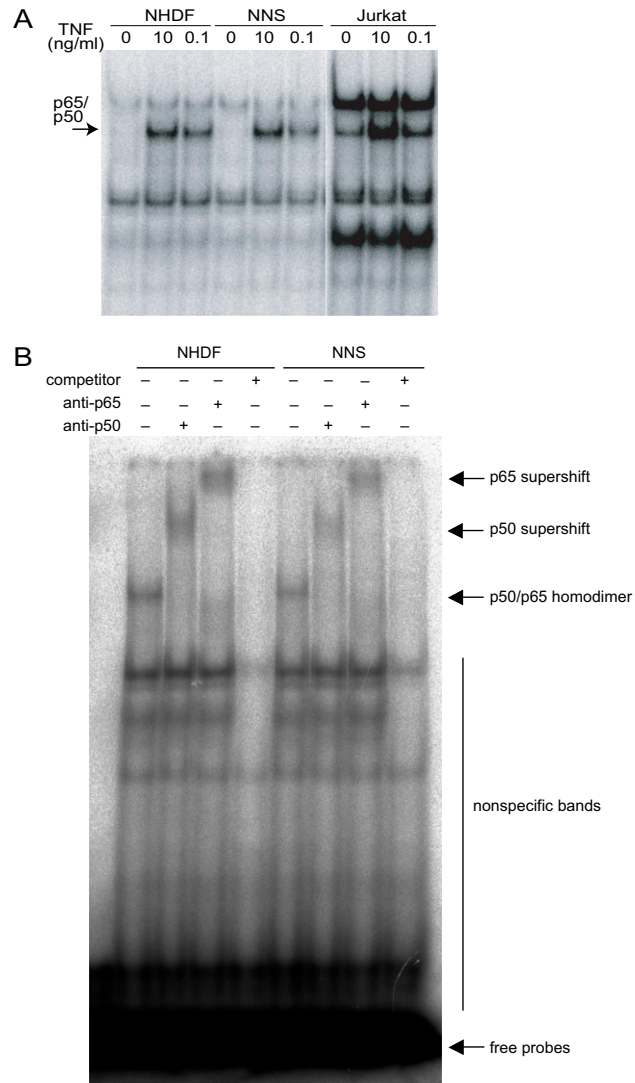 A
NHDF NNS Jurkat
TNF
(ng/ml)
0 10 0.1 0 10 0.1 0 10 0.1
p65/
p50
B
NHDF NNS
competitor – – – + – – – +
anti-p65 – – + – – – + –
anti-p50 – + – – – + – –
p65 supershift
p50 supershift
p50/p65 homodimer
nonspecific bands
free probes